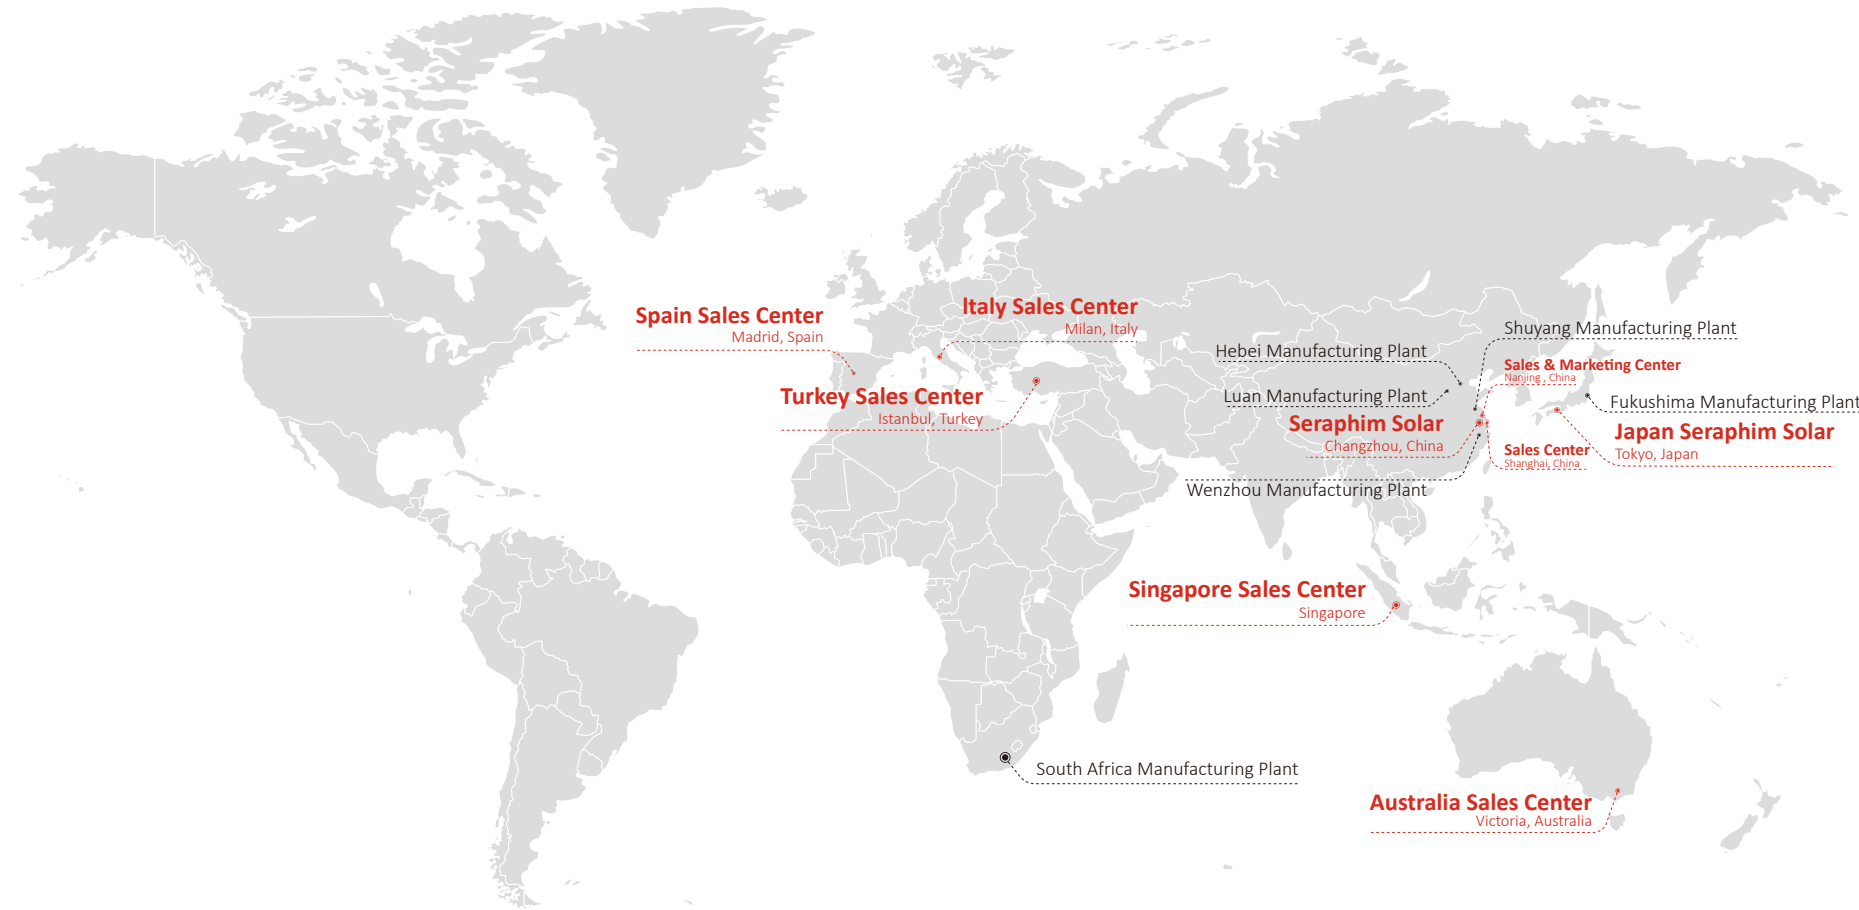 Spain Sales Center
Madrid, Spain
Italy Sales Center
Milan, Italy
Turkey Sales Center
Istanbul, Turkey
Shuyang Manufacturing Plant
Hebei Manufacturing Plant
Sales & Marketing Center
Nanjing , China
Luan Manufacturing Plant
Fukushima Manufacturing Plant
Seraphim Solar
Changzhou, China
Japan Seraphim Solar
Tokyo, Japan
Sales Center
Shanghai, China
Wenzhou Manufacturing Plant
Singapore Sales Center
Singapore
South Africa Manufacturing Plant
Australia Sales Center
Victoria, Australia